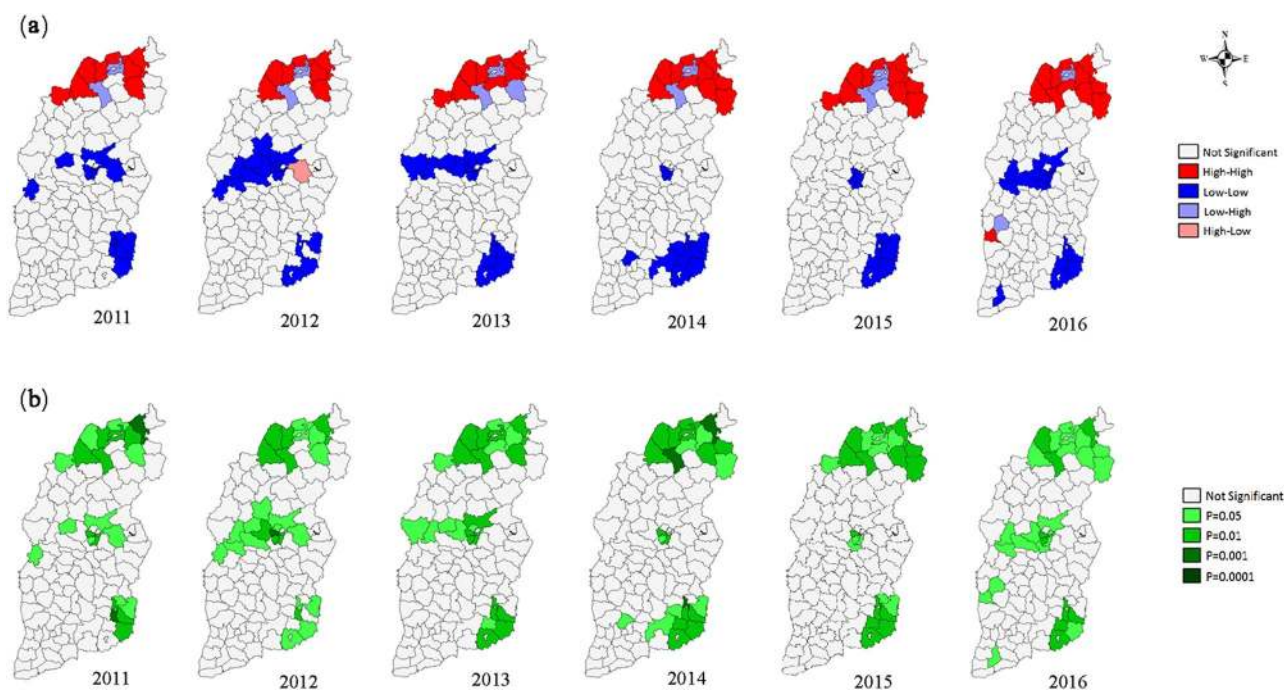 (a)
N
W E
S
Not Significant
High-High
Low-Low
Low-High
High-Low
2011 2012 2013 2014 2015 2016
(b)
Not Significant
P=0.05
P=0.01
P=0.001
P=0.0001
2011 2012 2013 2014 2015 2016